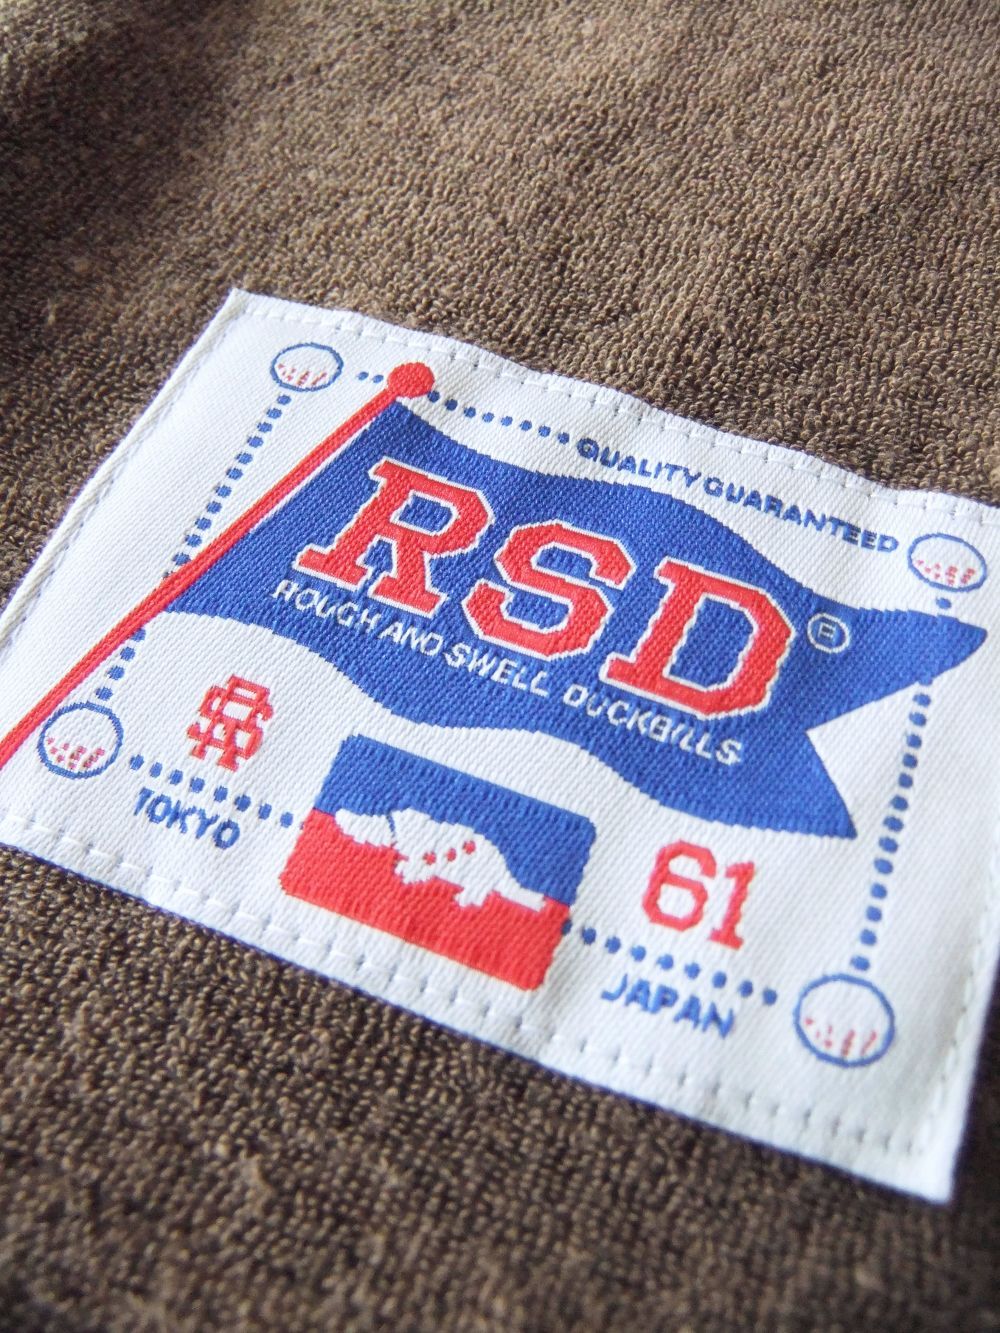 QUALITY GUARANTEED
RSD
ROUGH AND SWELL DUCKBILLS
TOKYO
61
JAPAN